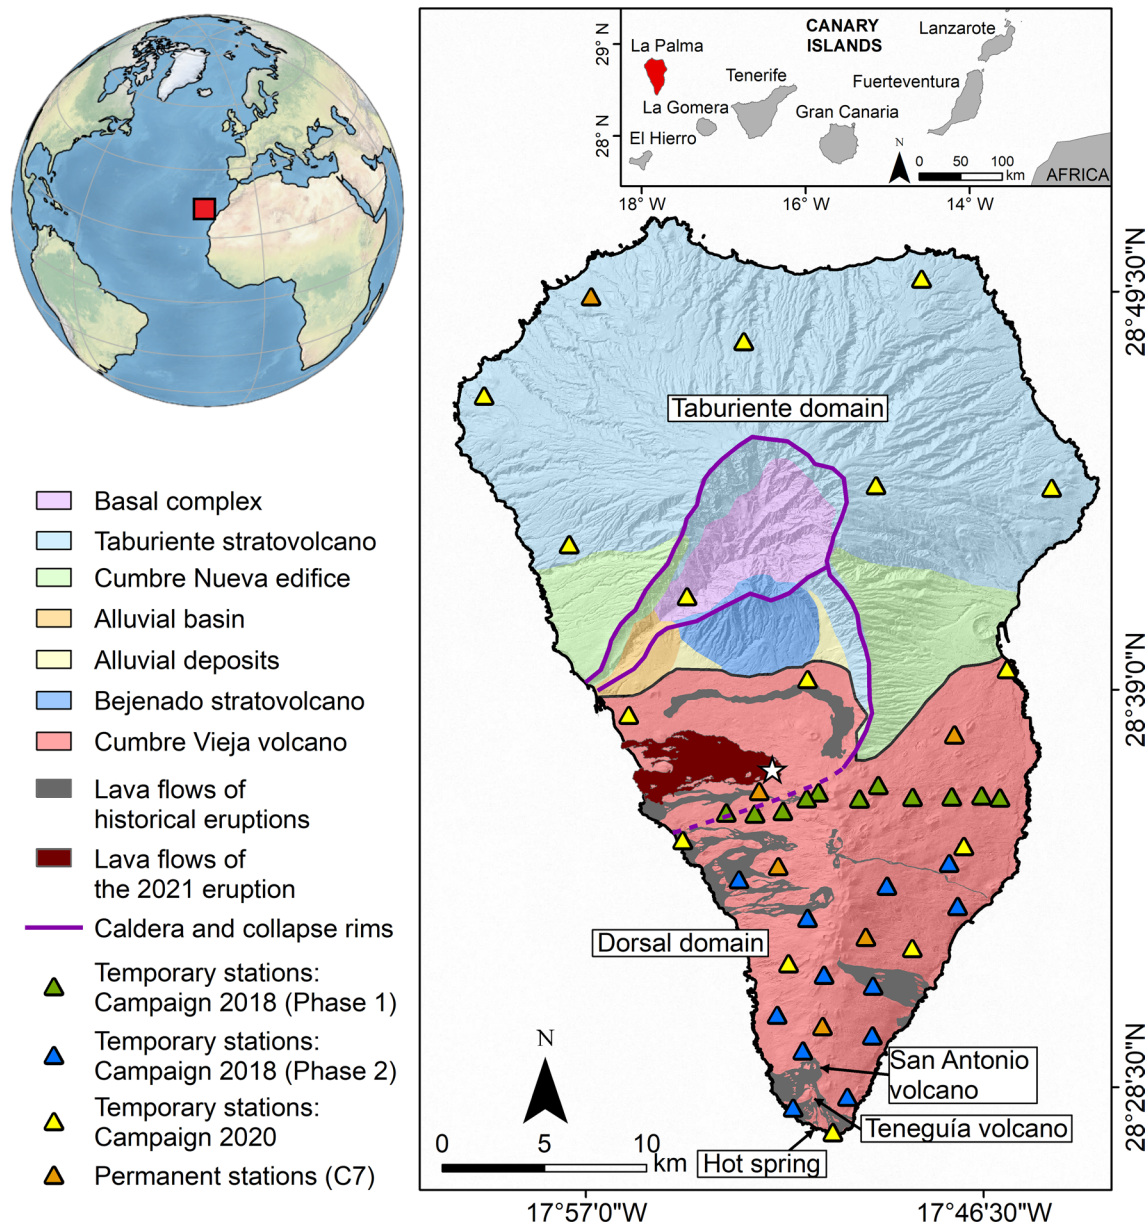 CANARY
ISLANDS
Lanzarote
La Palma
Tenerife
Fuerteventura
La Gomera
Gran Canaria
El Hierro
29° N
28° N
N
0 50 100
km
AFRICA
18° W 16° W 14° W
28°49'30"N
Taburiente domain
28°39'0"N
Dorsal domain
San Antonio
volcano
28°28'30"N
Teneguía volcano
Hot spring
N
0 5 10
km
17°57'0"W 17°46'30"W
Basal complex
Taburiente stratovolcano
Cumbre Nueva edifice
Alluvial basin
Alluvial deposits
Bejenado stratovolcano
Cumbre Vieja volcano
Lava flows of
historical eruptions
Lava flows of
the 2021 eruption
Caldera and collapse rims
Temporary stations:
Campaign 2018 (Phase 1)
Temporary stations:
Campaign 2018 (Phase 2)
Temporary stations:
Campaign 2020
Permanent stations (C7)